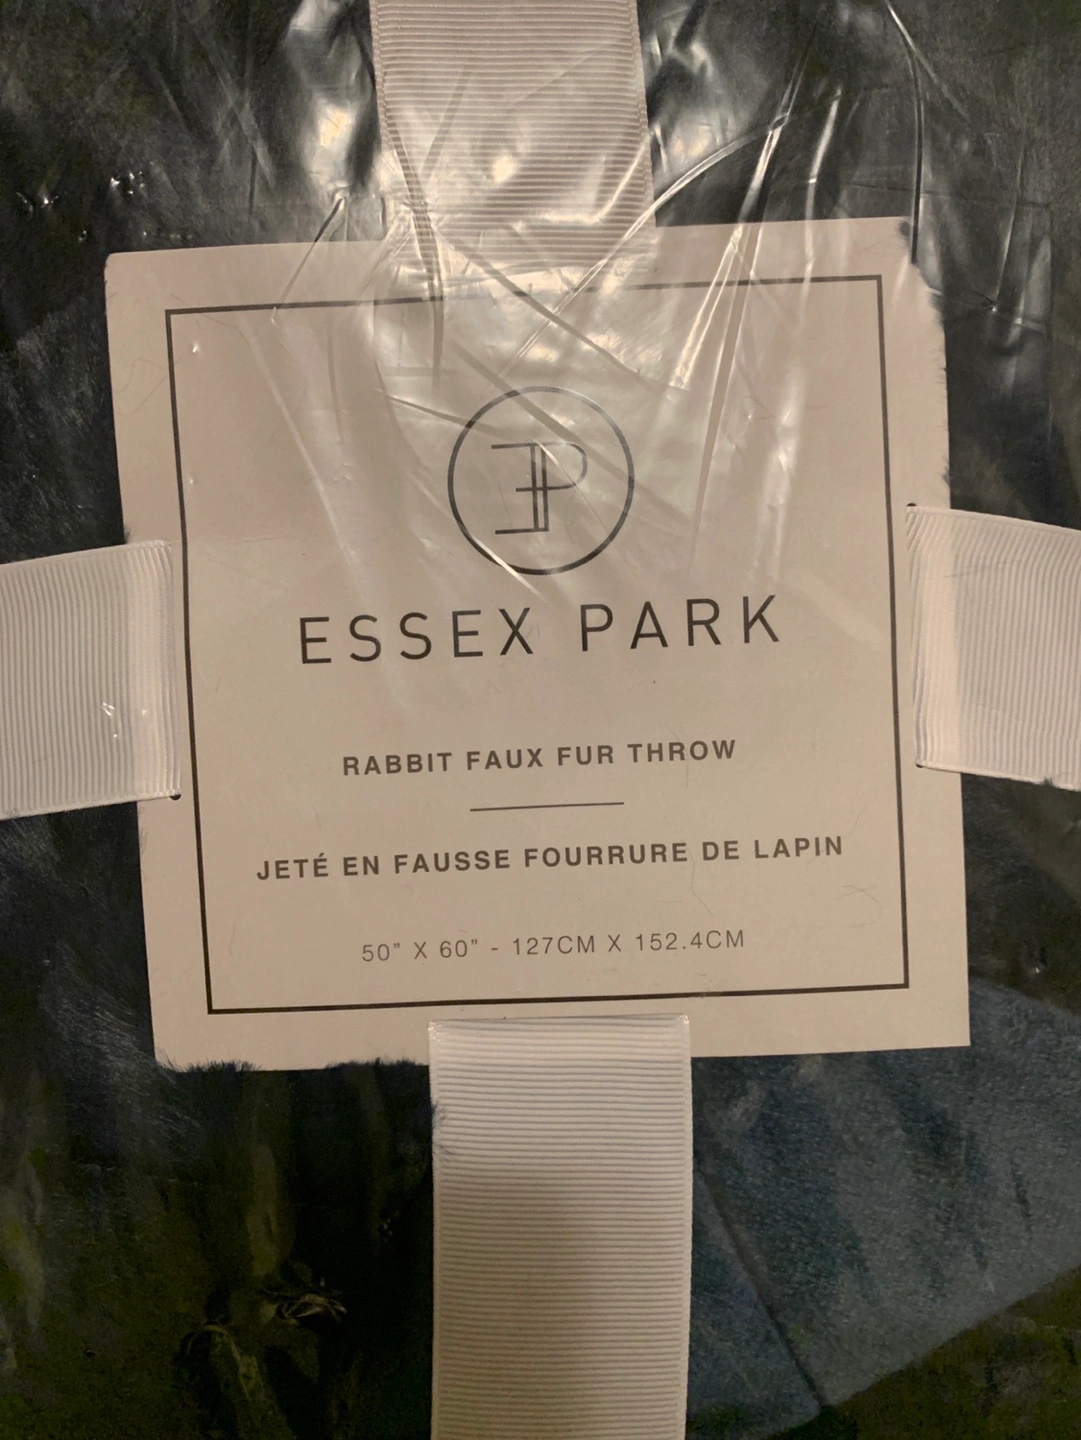 EP
ESSEX PARK
RABBIT FAUX FUR THROW
JETÉ EN FAUSSE FOURRURE DE LAPIN
50" X 60" - 127CM X 152.4CM